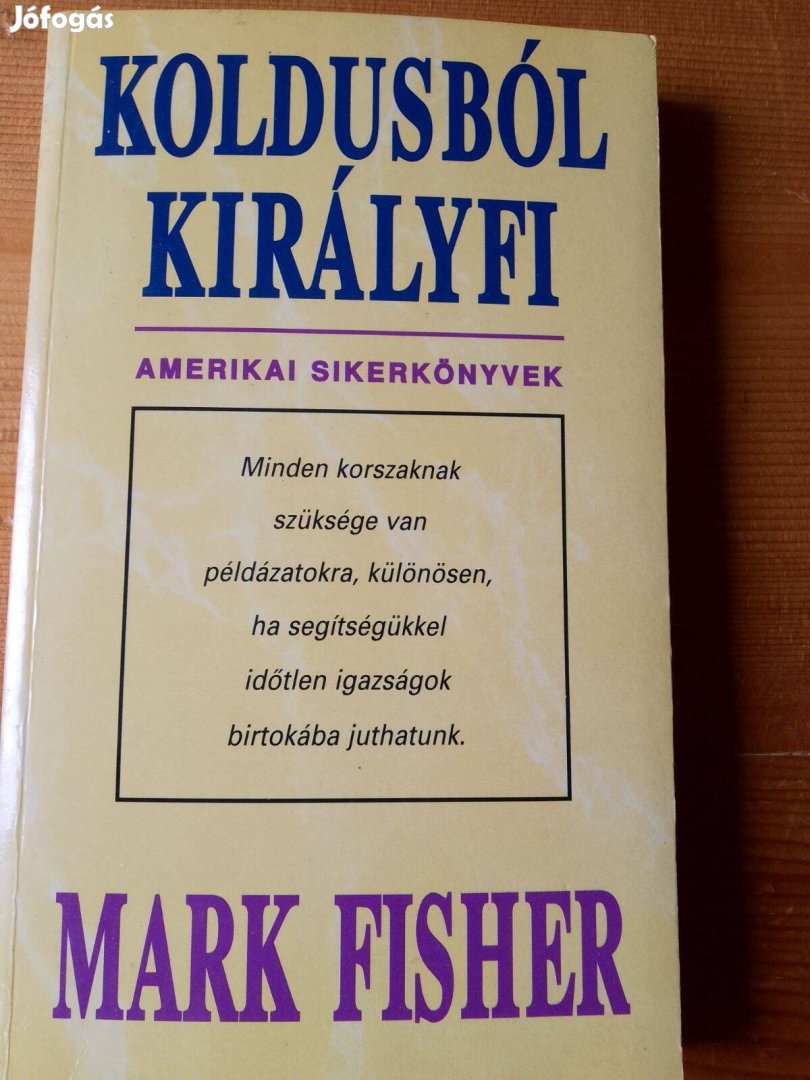 Jófogás
KOLDUSBÓL
KIRÁLYFI
AMERIKAI SIKERKÖNYVEK
Minden korszaknak
szüksége van
példázatokra, különösen,
ha segítségükkel
időtlen igazságok
birtokába juthatunk.
MARK FISHER